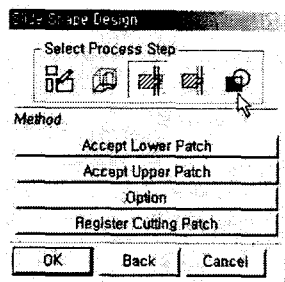 Slide Shape Design
Select Process Step
Method
Accept Lower Patch
Accept Upper Patch
Option
Register Cutting Patch
OK Back Cancel